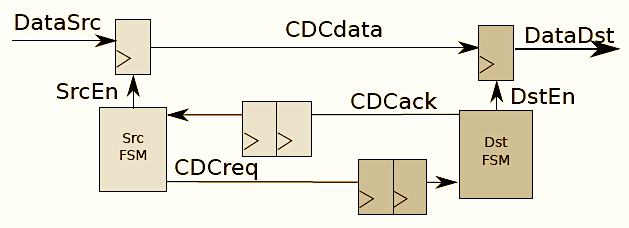 DataSrc
CDCdata
DataDst
SrcEn
CDCack
DstEn
Src
FSM
Dst
FSM
CDCreq